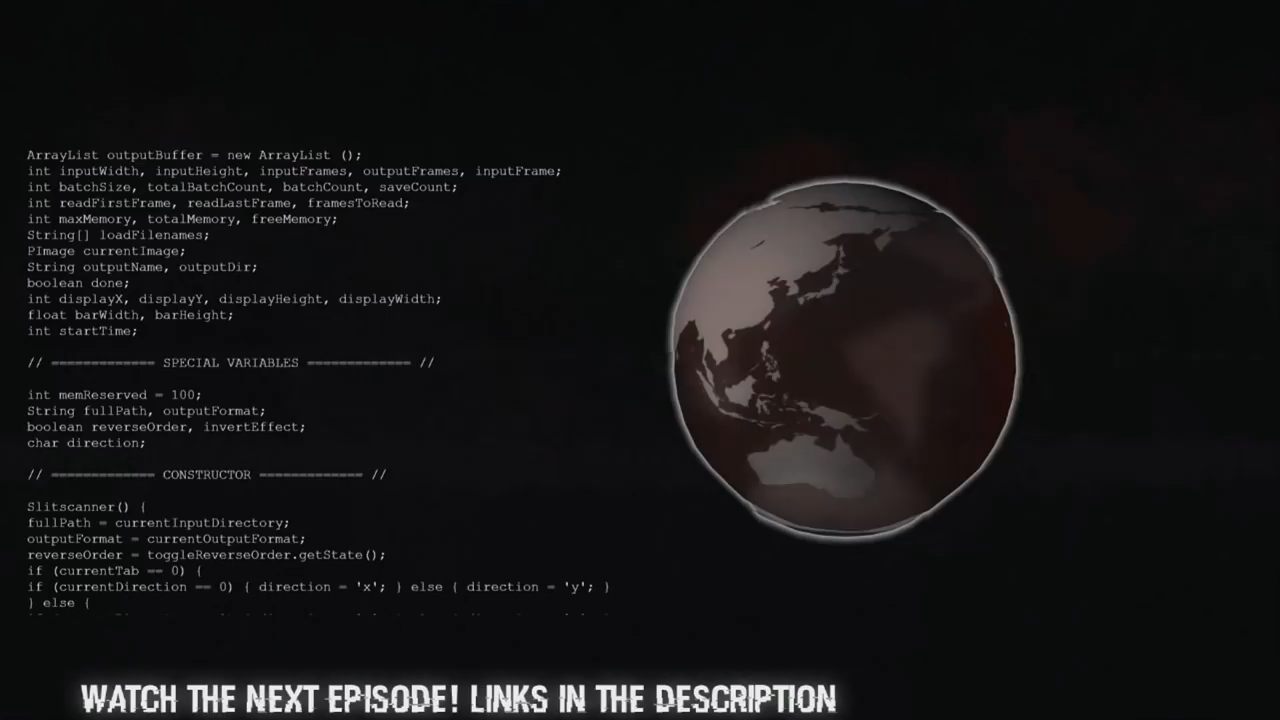 ArrayList outputBuffer = new ArrayList ();
int inputWidth, inputHeight, inputFrames, outputFrames, inputFrame;
int batchSize, totalBatchCount, batchCount, saveCount;
int readFirstFrame, readLastFrame, framesToRead;
int maxMemory, totalMemory, freeMemory;
String[] loadFilenames;
PImage currentImage;
String outputName, outputDir;
boolean done;
int displayX, displayY, displayHeight, displayWidth;
float barWidth, barHeight;
int startTime;
// ============= SPECIAL VARIABLES ============= //
int memReserved = 100;
String fullPath, outputFormat;
boolean reverseOrder, invertEffect;
char direction;
// ============= CONSTRUCTOR ============= //
Slitscanner() {
fullPath = currentInputDirectory;
outputFormat = currentOutputFormat;
reverseOrder = toggleReverseOrder.getState();
if (currentTab == 0) {
if (currentDirection == 0) { direction = 'x'; } else { direction = 'y'; }
} else {
WATCH THE NEXT EPISODE! LINKS IN THE DESCRIPTION